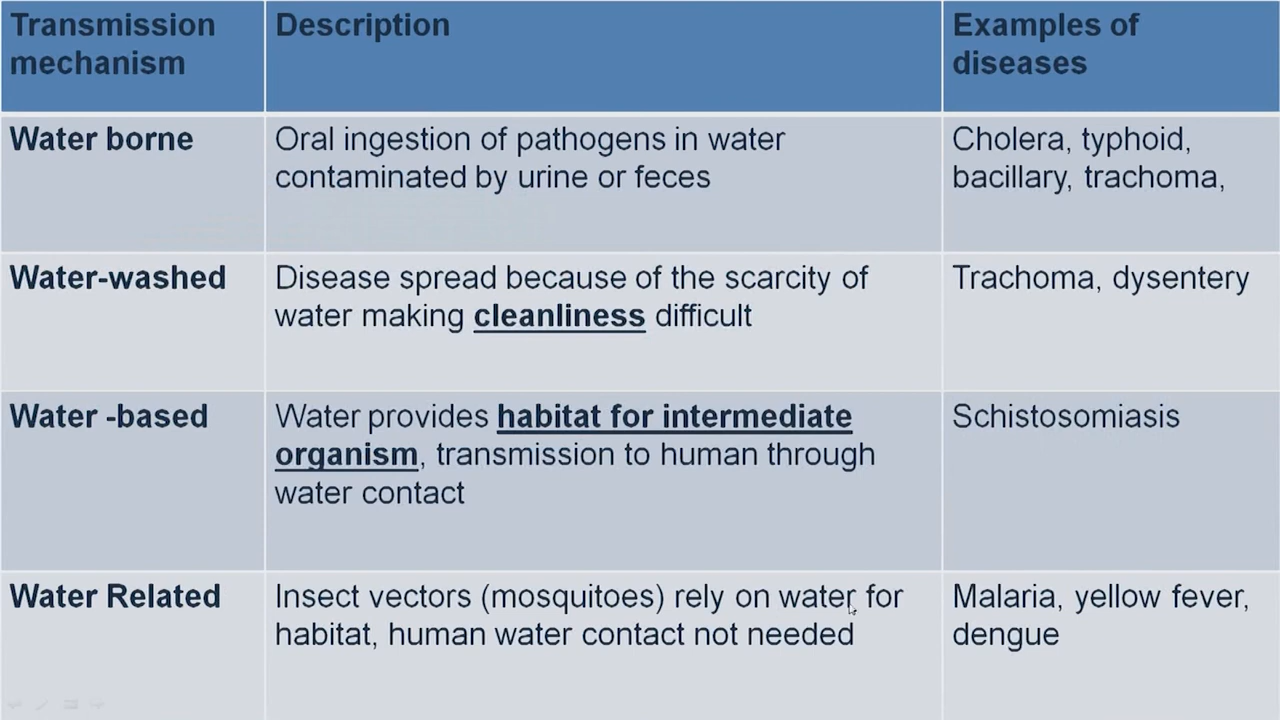 Transmission
mechanism
Description
Examples of
diseases
Water borne
Oral ingestion of pathogens in water
contaminated by urine or feces
Cholera, typhoid,
bacillary, trachoma,
Water-washed
Disease spread because of the scarcity of
water making cleanliness difficult
Trachoma, dysentery
Water -based
Water provides habitat for intermediate
organism, transmission to human through
water contact
Schistosomiasis
Water Related
Insect vectors (mosquitoes) rely on water for
habitat, human water contact not needed
Malaria, yellow fever,
dengue